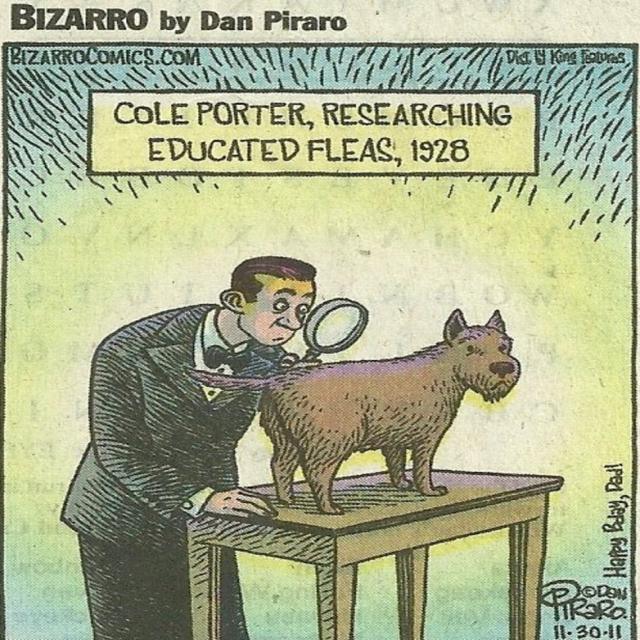 BIZARRO by Dan Piraro
BIZARROCOMICS.COM
Dist. by King Features
COLE PORTER, RESEARCHING
EDUCATED FLEAS, 1928
Happy B'day, Dad!
©DAN
PIRARO.
11-30-11